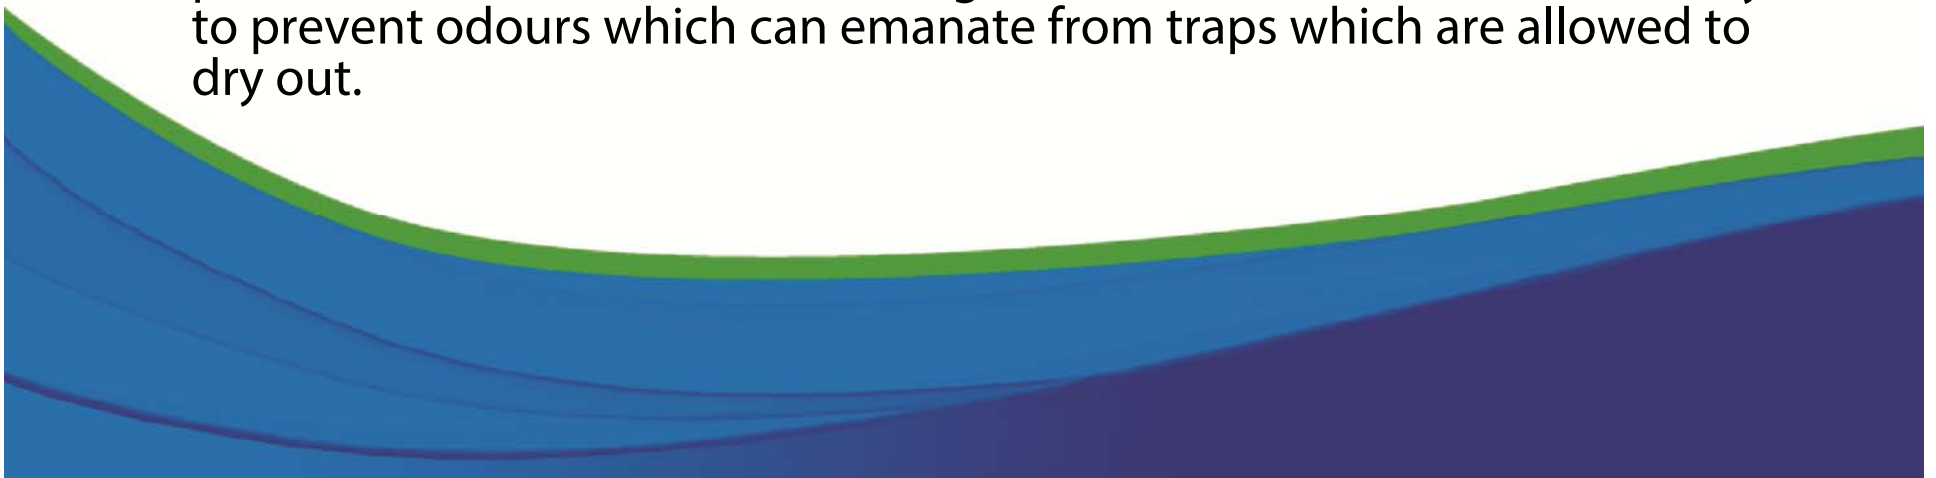 to prevent odours which can emanate from traps which are allowed to
dry out.